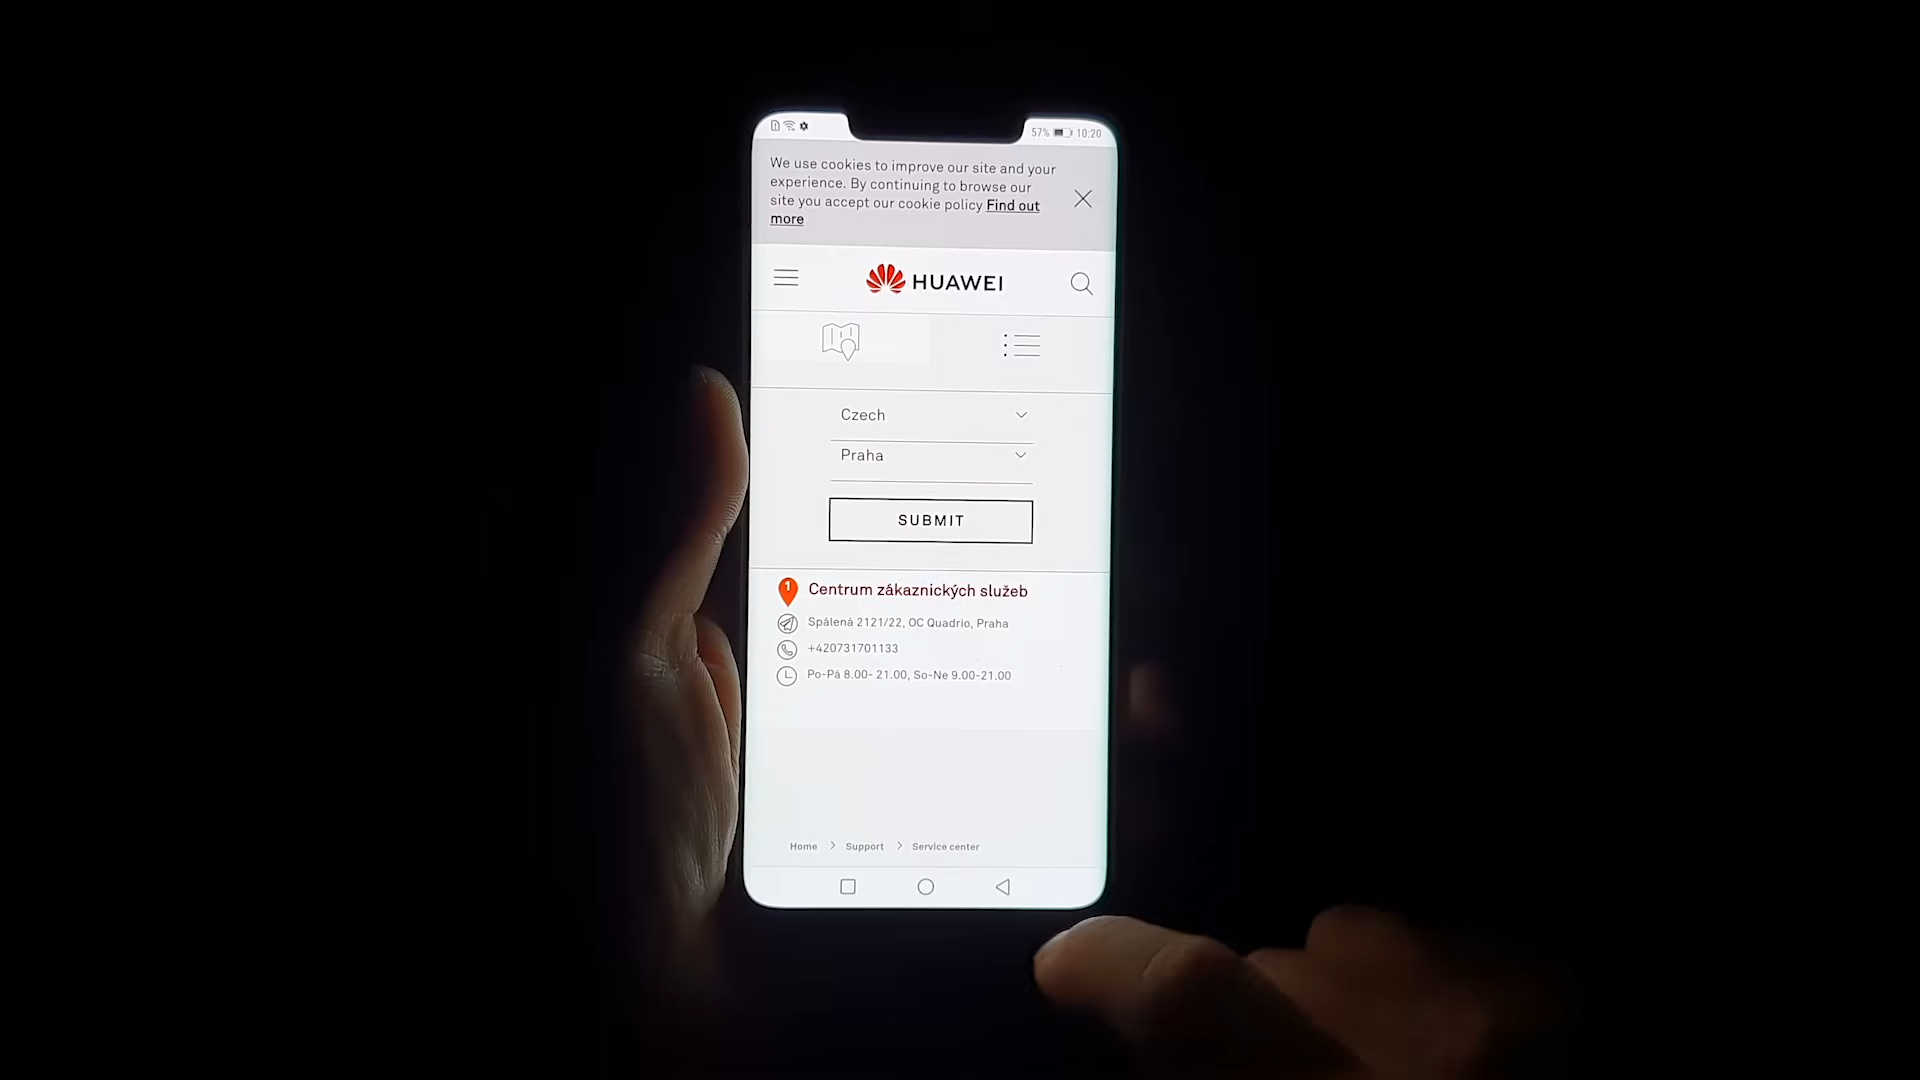 57% 10:20
We use cookies to improve our site and your
experience. By continuing to browse our
site you accept our cookie policy Find out
more
HUAWEI
Czech
Praha
SUBMIT
1 Centrum zákaznických služeb
Spálená 2121/22, OC Quadrio, Praha
+420731701133
Po-Pá 8.00- 21.00, So-Ne 9.00-21.00
Home > Support > Service center